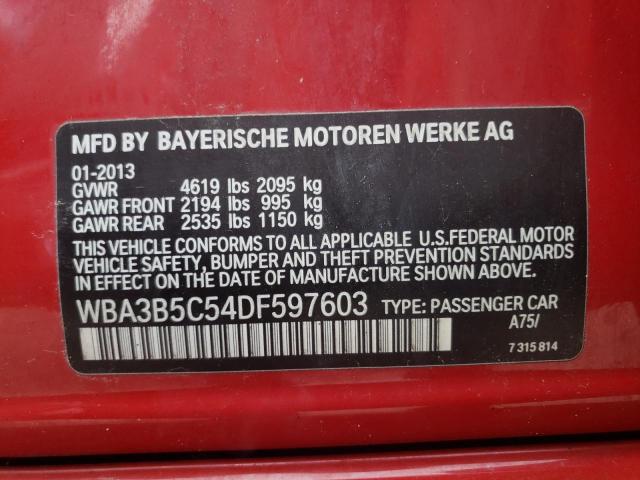 MFD BY BAYERISCHE MOTOREN WERKE AG
01-2013
GVWR 4619 lbs 2095 kg
GAWR FRONT 2194 lbs 995 kg
GAWR REAR 2535 lbs 1150 kg
THIS VEHICLE CONFORMS TO ALL APPLICABLE U.S.FEDERAL MOTOR
VEHICLE SAFETY, BUMPER AND THEFT PREVENTION STANDARDS
IN EFFECT ON THE DATE OF MANUFACTURE SHOWN ABOVE.
WBA3B5C54DF597603 TYPE: PASSENGER CAR
A75/
7 315 814